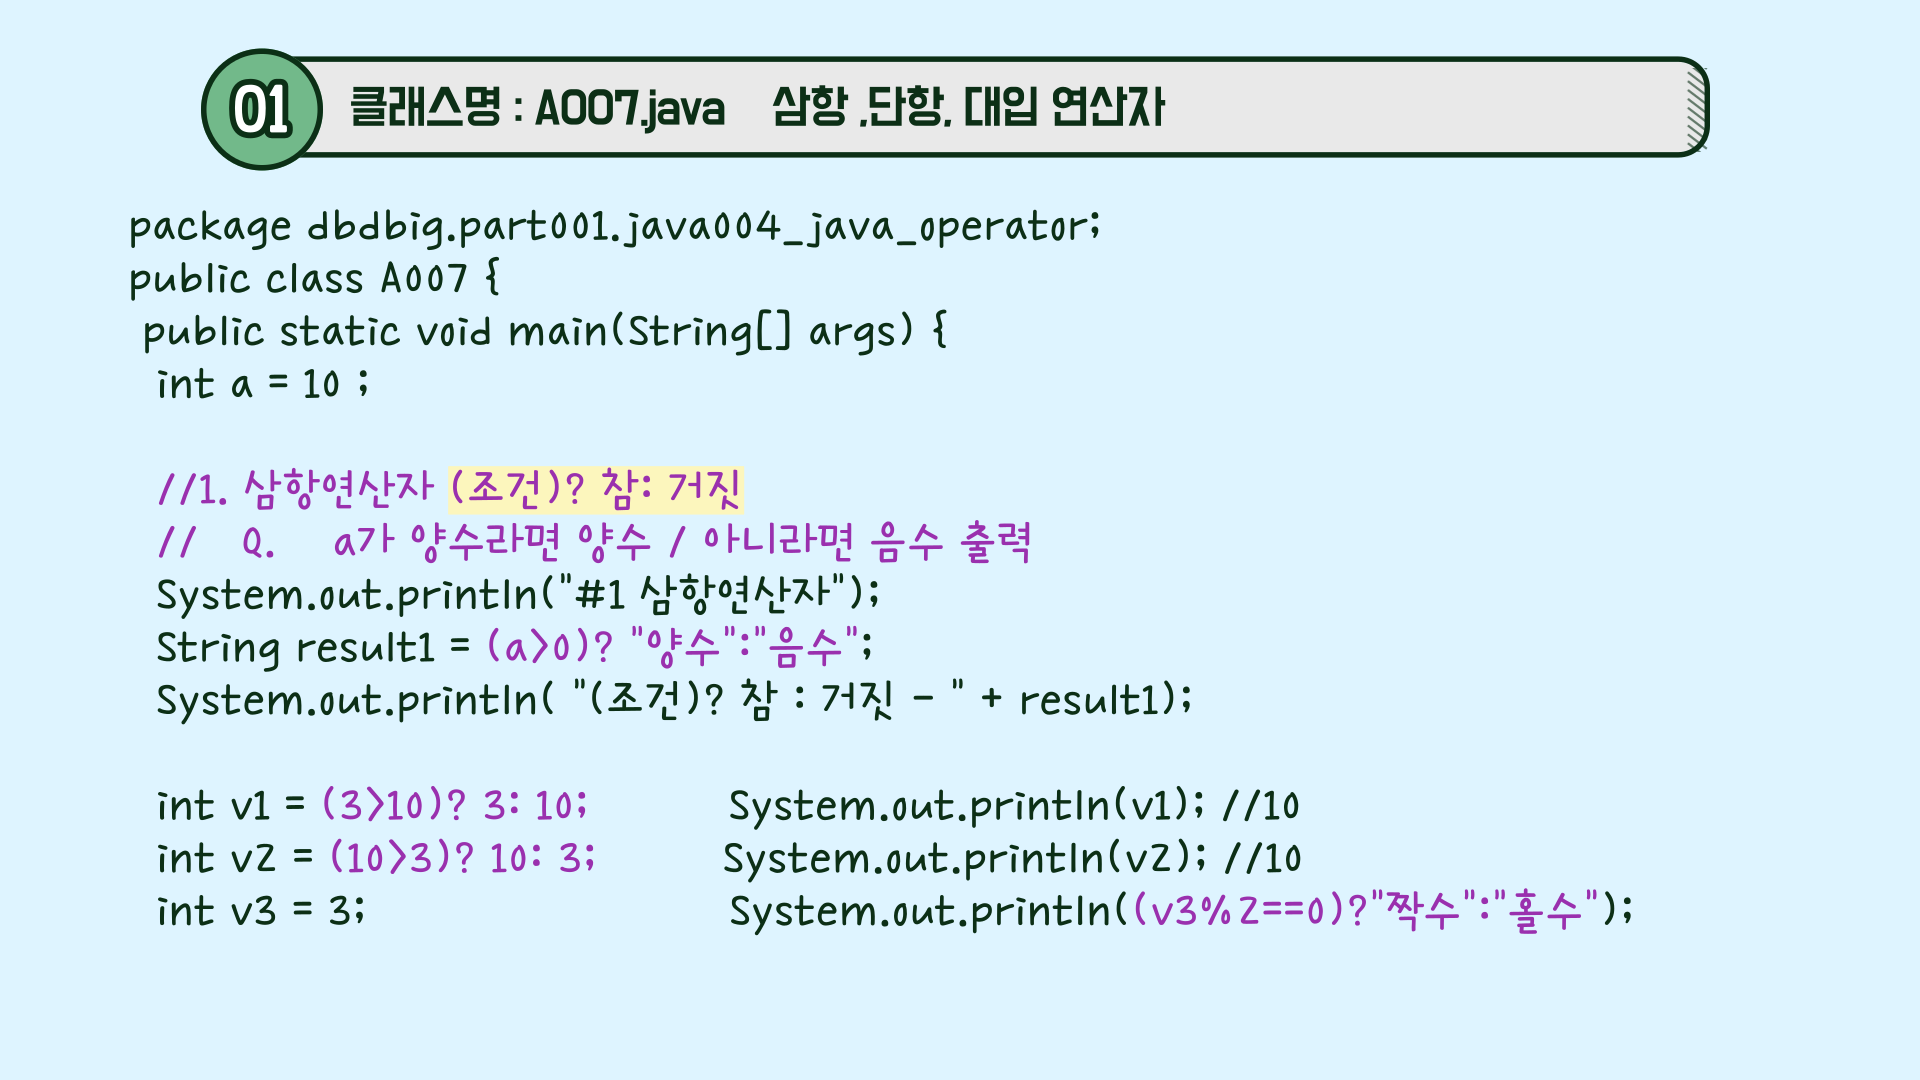 01 클래스명 : A007.java 삼항 ,단항, 대입 연산자
package dbdbig.part001.java004_java_operator;
public class A007 {
public static void main(String[] args) {
int a = 10 ;
//1. 삼항연산자 (조건)? 참: 거짓
// Q. a가 양수라면 양수 / 아니라면 음수 출력
System.out.println("#1 삼항연산자");
String result1 = (a>0)? "양수":"음수";
System.out.println( "(조건)? 참 : 거짓 - " + result1);
int v1 = (3>10)? 3: 10; System.out.println(v1); //10
int v2 = (10>3)? 10: 3; System.out.println(v2); //10
int v3 = 3; System.out.println((v3%2==0)?"짝수":"홀수");